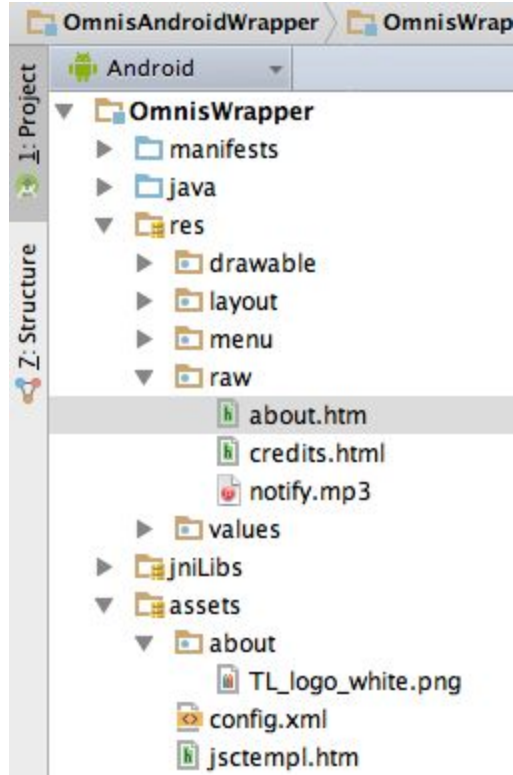 OmnisAndroidWrapper OmnisWrap
1: Project
Android
OmnisWrapper
manifests
java
res
drawable
layout
menu
raw
about.htm
credits.html
notify.mp3
values
jniLibs
assets
about
TL_logo_white.png
config.xml
jsctempl.htm
7: Structure